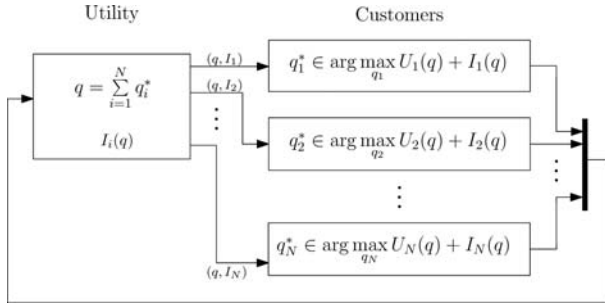 Utility
Customers
q = \sum_{i=1}^{N} q_i^*
I_i(q)
(q, I_1)
(q, I_2)
(q, I_N)
q_1^* ∈ arg max_{q_1} U_1(q) + I_1(q)
q_2^* ∈ arg max_{q_2} U_2(q) + I_2(q)
q_N^* ∈ arg max_{q_N} U_N(q) + I_N(q)